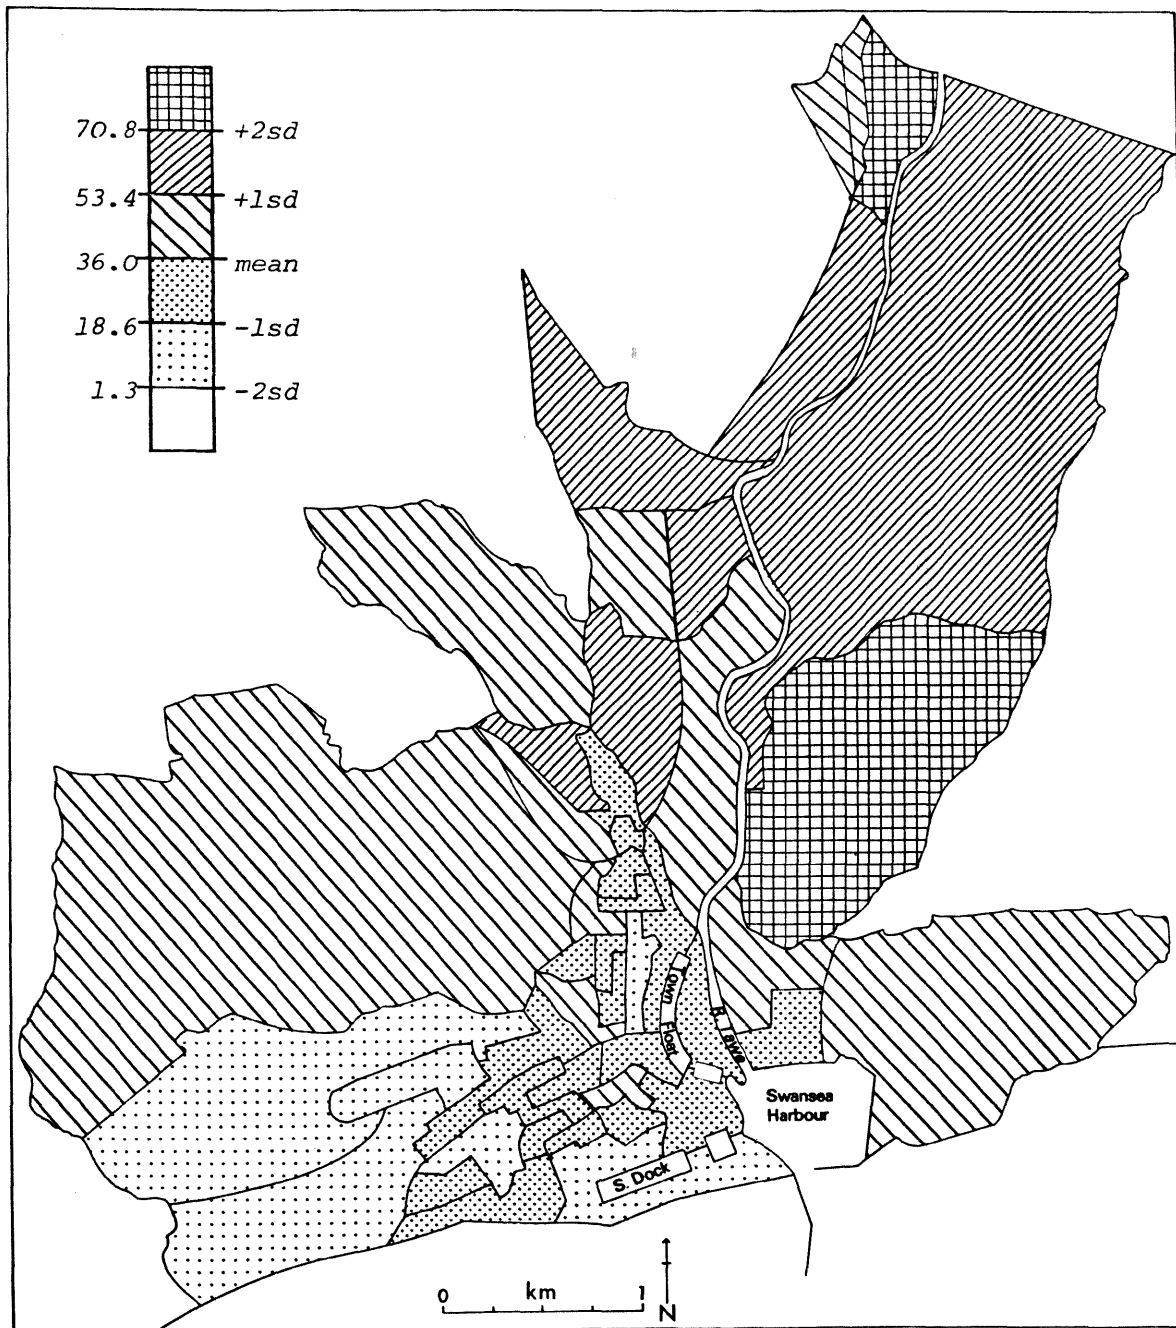 70.8 +2sd
53.4 +1sd
36.0 mean
18.6 -1sd
1.3 -2sd
Town Float
R. Tawe
Swansea
Harbour
S. Dock
0 km 1
N